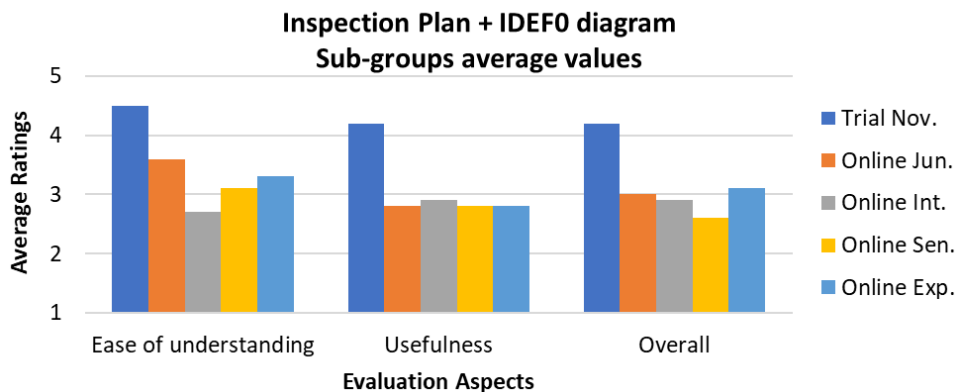 Inspection Plan + IDEF0 diagram
Sub-groups average values
5
4
3
2
1
Average Ratings
Ease of understanding
Usefulness
Overall
Evaluation Aspects
Trial Nov.
Online Jun.
Online Int.
Online Sen.
Online Exp.